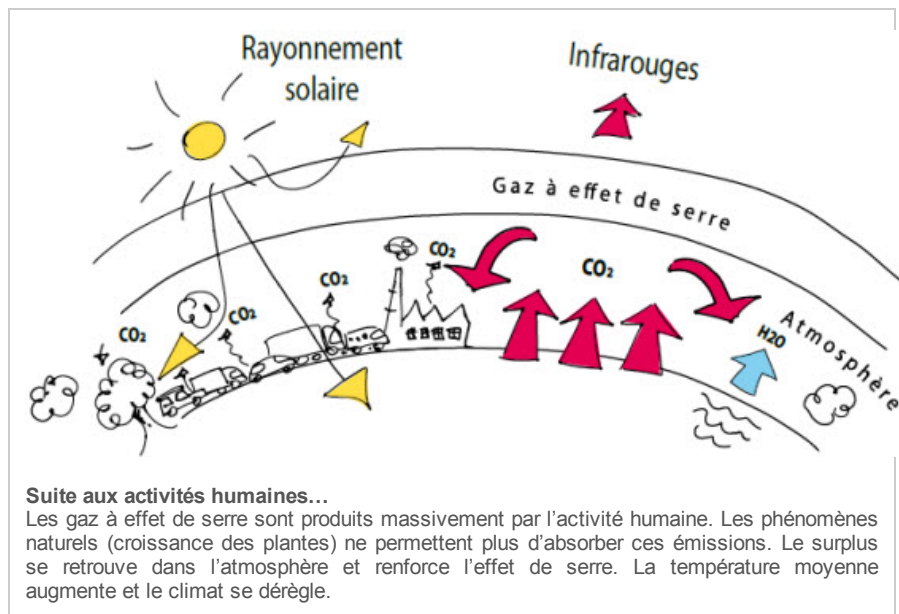 Rayonnement
solaire
Infrarouges
Gaz à effet de serre
CO2
CO2
CO2
CO2
CO2
H2O
Atmosphère
Suite aux activités humaines…
Les gaz à effet de serre sont produits massivement par l’activité humaine. Les phénomènes
naturels (croissance des plantes) ne permettent plus d’absorber ces émissions. Le surplus
se retrouve dans l’atmosphère et renforce l’effet de serre. La température moyenne
augmente et le climat se dérègle.